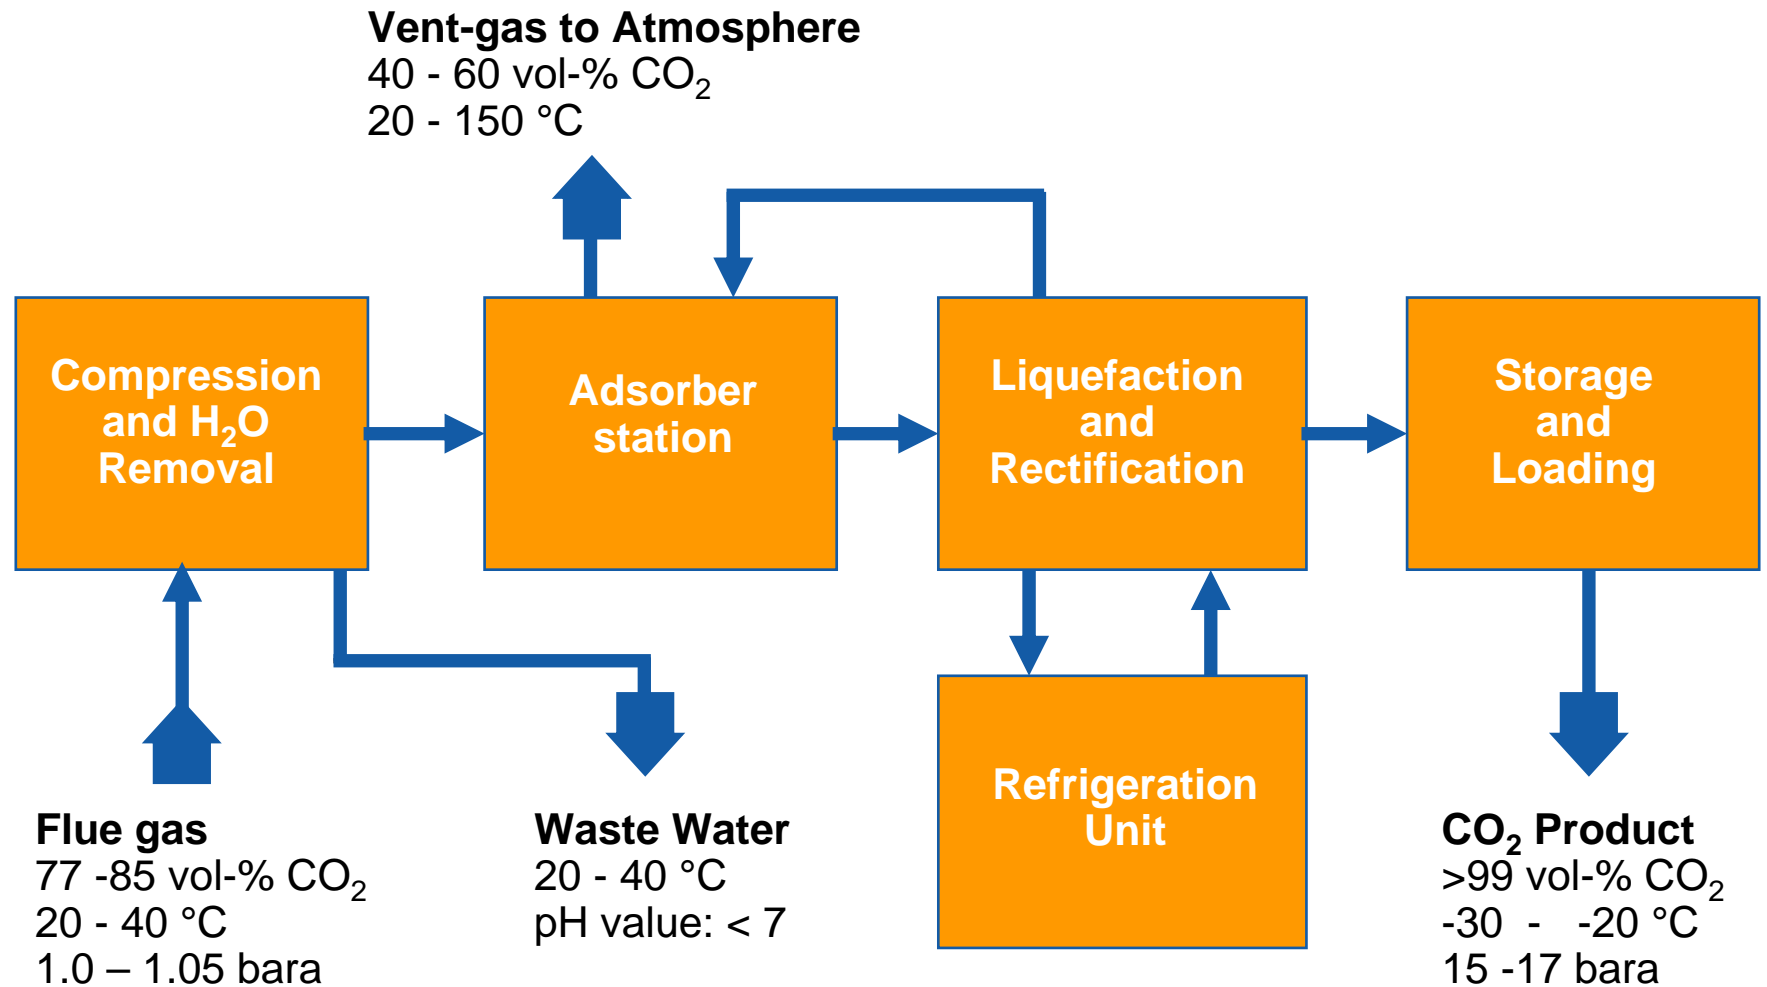 Vent-gas to Atmosphere
40 - 60 vol-% CO₂
20 - 150 °C
Compression
and H₂O
Removal
Adsorber
station
Liquefaction
and
Rectification
Storage
and
Loading
Refrigeration
Unit
Flue gas
77 -85 vol-% CO₂
20 - 40 °C
1.0 – 1.05 bara
Waste Water
20 - 40 °C
pH value: < 7
CO₂ Product
>99 vol-% CO₂
-30 - -20 °C
15 -17 bara